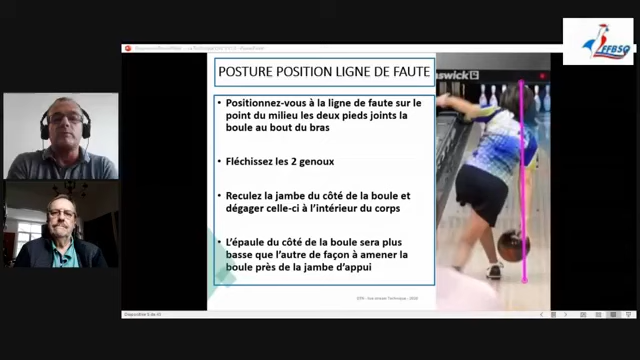 FFBSQ
POSTURE POSITION LIGNE DE FAUTE
nswick
• Positionnez-vous à la ligne de faute sur le
point du milieu les deux pieds joints la
boule au bout du bras
• Fléchissez les 2 genoux
• Reculez la jambe du côté de la boule et
dégager celle-ci à l'intérieur du corps
• L'épaule du côté de la boule sera plus
basse que l'autre de façon à amener la
boule près de la jambe d'appui